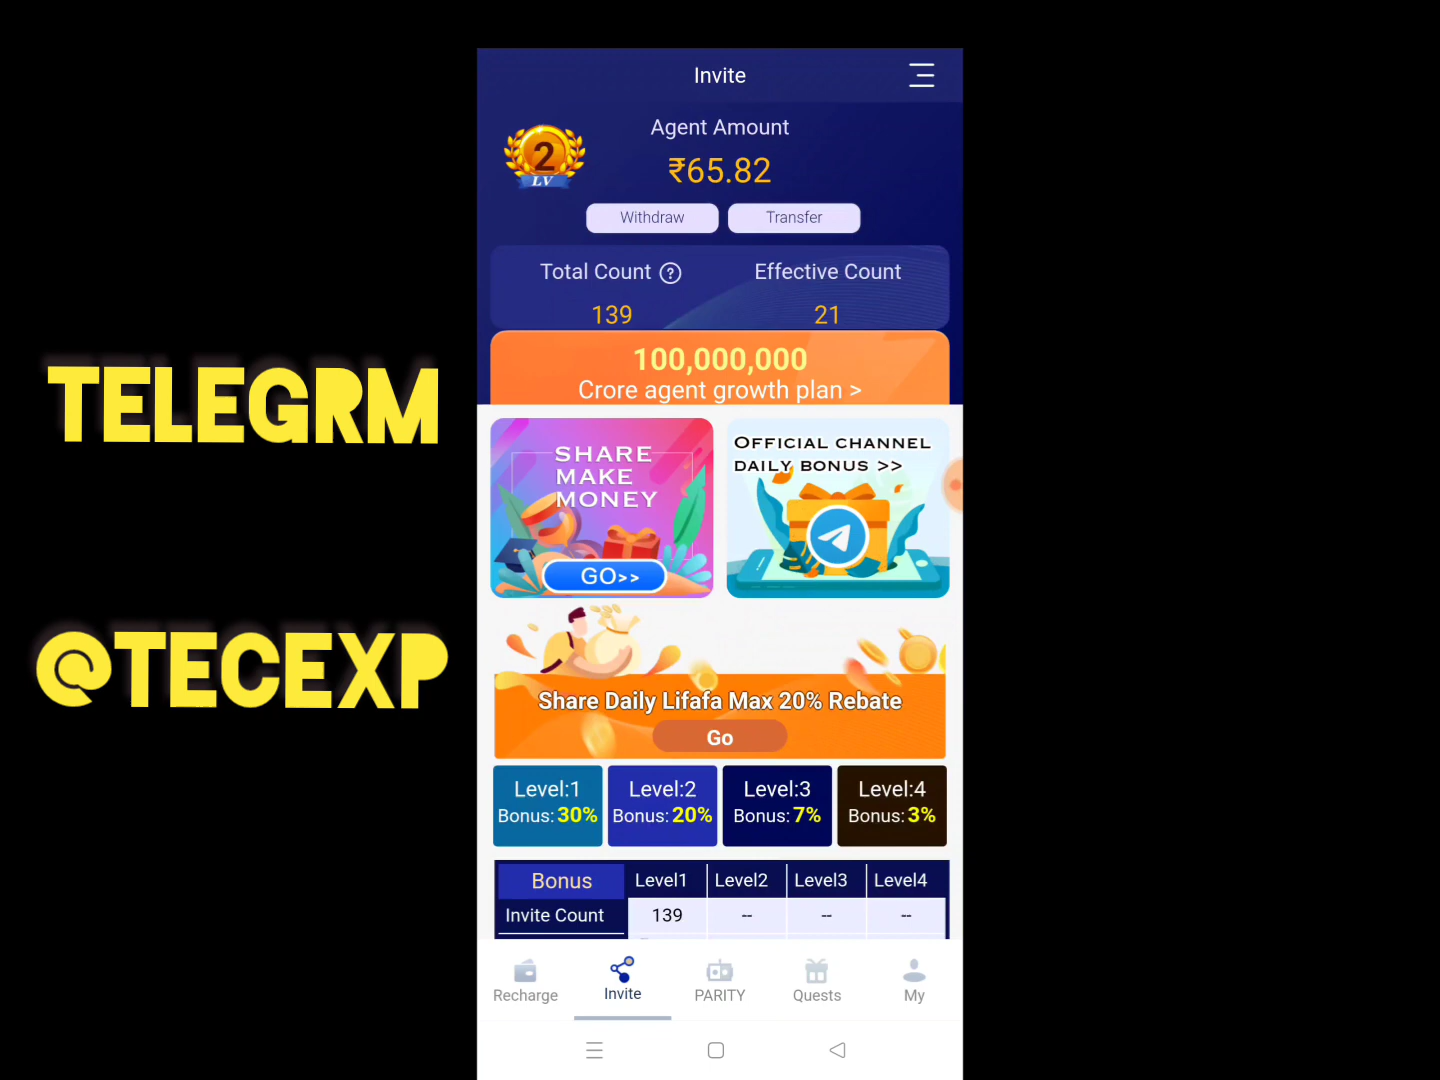 TELEGRM
@TECEXP
Invite
2
LV
Agent Amount
₹65.82
Withdraw Transfer
Total Count ? Effective Count
139 21
100,000,000
Crore agent growth plan >
SHARE
MAKE
MONEY
GO>>
OFFICIAL CHANNEL
DAILY BONUS >>
Share Daily Lifafa Max 20% Rebate
Go
Level:1 Level:2 Level:3 Level:4
Bonus: 30% Bonus: 20% Bonus: 7% Bonus: 3%
Bonus Level1 Level2 Level3 Level4
Invite Count 139 -- -- --
Recharge Invite PARITY Quests My